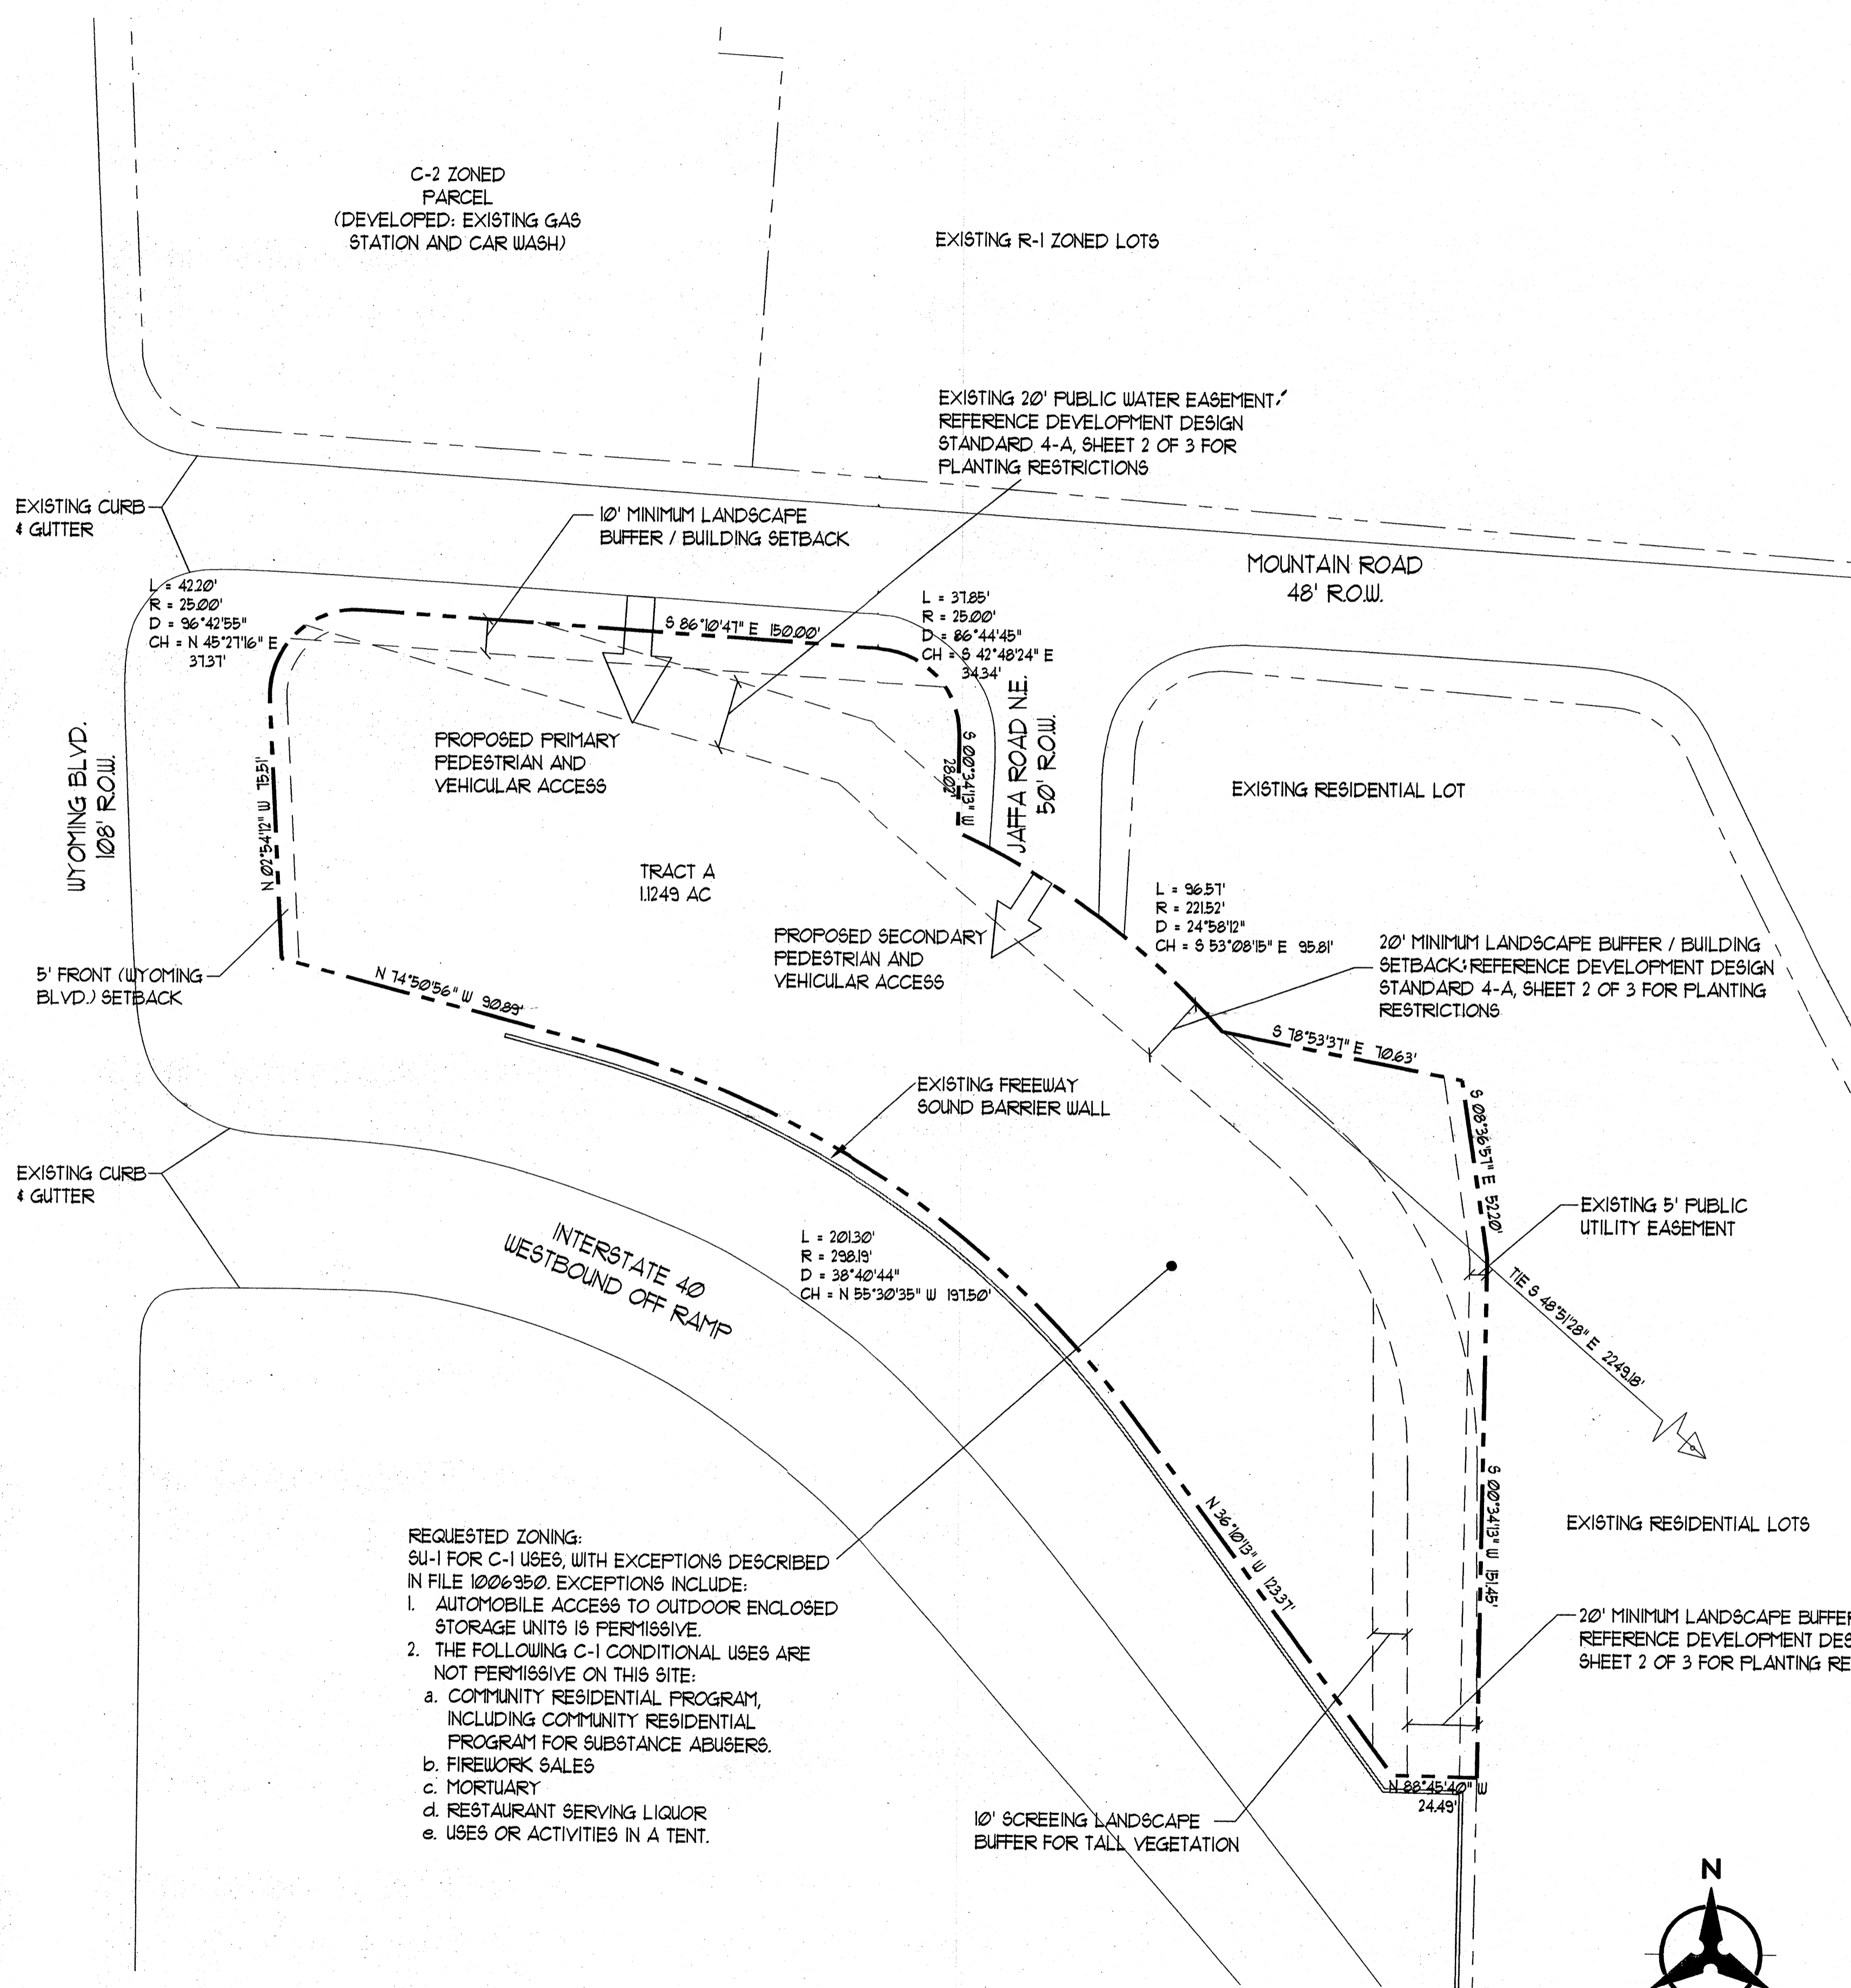 C-2 ZONED
PARCEL
(DEVELOPED: EXISTING GAS
STATION AND CAR WASH)
EXISTING R-1 ZONED LOTS
EXISTING 20' PUBLIC WATER EASEMENT:
REFERENCE DEVELOPMENT DESIGN
STANDARD 4-A, SHEET 2 OF 3 FOR
PLANTING RESTRICTIONS
EXISTING CURB
& GUTTER
10' MINIMUM LANDSCAPE
BUFFER / BUILDING SETBACK
MOUNTAIN ROAD
48' R.O.W.
L = 42.20'
R = 25.00'
D = 96°42'55"
CH = N 45°27'16" E
37.37'
S 86°10'47" E 150.00'
L = 37.85'
R = 25.00'
D = 86°44'45"
CH = S 42°48'24" E
34.34'
WYOMING BLVD.
108' R.O.W.
N 02°54'12" W 75.51'
PROPOSED PRIMARY
PEDESTRIAN AND
VEHICULAR ACCESS
S 00°34'13" W
28.02'
JAFFA ROAD N.E.
50' R.O.W.
EXISTING RESIDENTIAL LOT
TRACT A
1.1249 AC
L = 96.57'
R = 221.52'
D = 24°58'12"
CH = S 53°08'15" E 95.81'
PROPOSED SECONDARY
PEDESTRIAN AND
VEHICULAR ACCESS
20' MINIMUM LANDSCAPE BUFFER / BUILDING
SETBACK: REFERENCE DEVELOPMENT DESIGN
STANDARD 4-A, SHEET 2 OF 3 FOR PLANTING
RESTRICTIONS
5' FRONT (WYOMING
BLVD.) SETBACK
N 74°50'56" W 90.89'
S 78°53'37" E 70.63'
EXISTING FREEWAY
SOUND BARRIER WALL
S 08°36'57" E 52.20'
EXISTING CURB
& GUTTER
EXISTING 5' PUBLIC
UTILITY EASEMENT
INTERSTATE 40
WESTBOUND OFF RAMP
L = 201.30'
R = 298.19'
D = 38°40'44"
CH = N 55°30'35" W 197.50'
TIE S 48°51'28" E 2249.18'
S 00°34'13" W 151.45'
N 36°10'13" W 123.37'
EXISTING RESIDENTIAL LOTS
REQUESTED ZONING:
SU-1 FOR C-1 USES, WITH EXCEPTIONS DESCRIBED
IN FILE 1006950. EXCEPTIONS INCLUDE:
1. AUTOMOBILE ACCESS TO OUTDOOR ENCLOSED
STORAGE UNITS IS PERMISSIVE.
2. THE FOLLOWING C-1 CONDITIONAL USES ARE
NOT PERMISSIVE ON THIS SITE:
a. COMMUNITY RESIDENTIAL PROGRAM,
INCLUDING COMMUNITY RESIDENTIAL
PROGRAM FOR SUBSTANCE ABUSERS.
b. FIREWORK SALES
c. MORTUARY
d. RESTAURANT SERVING LIQUOR
e. USES OR ACTIVITIES IN A TENT.
20' MINIMUM LANDSCAPE BUFFER
REFERENCE DEVELOPMENT DES
SHEET 2 OF 3 FOR PLANTING RE
N 88°45'40" W
24.49'
10' SCREEING LANDSCAPE
BUFFER FOR TALL VEGETATION
N